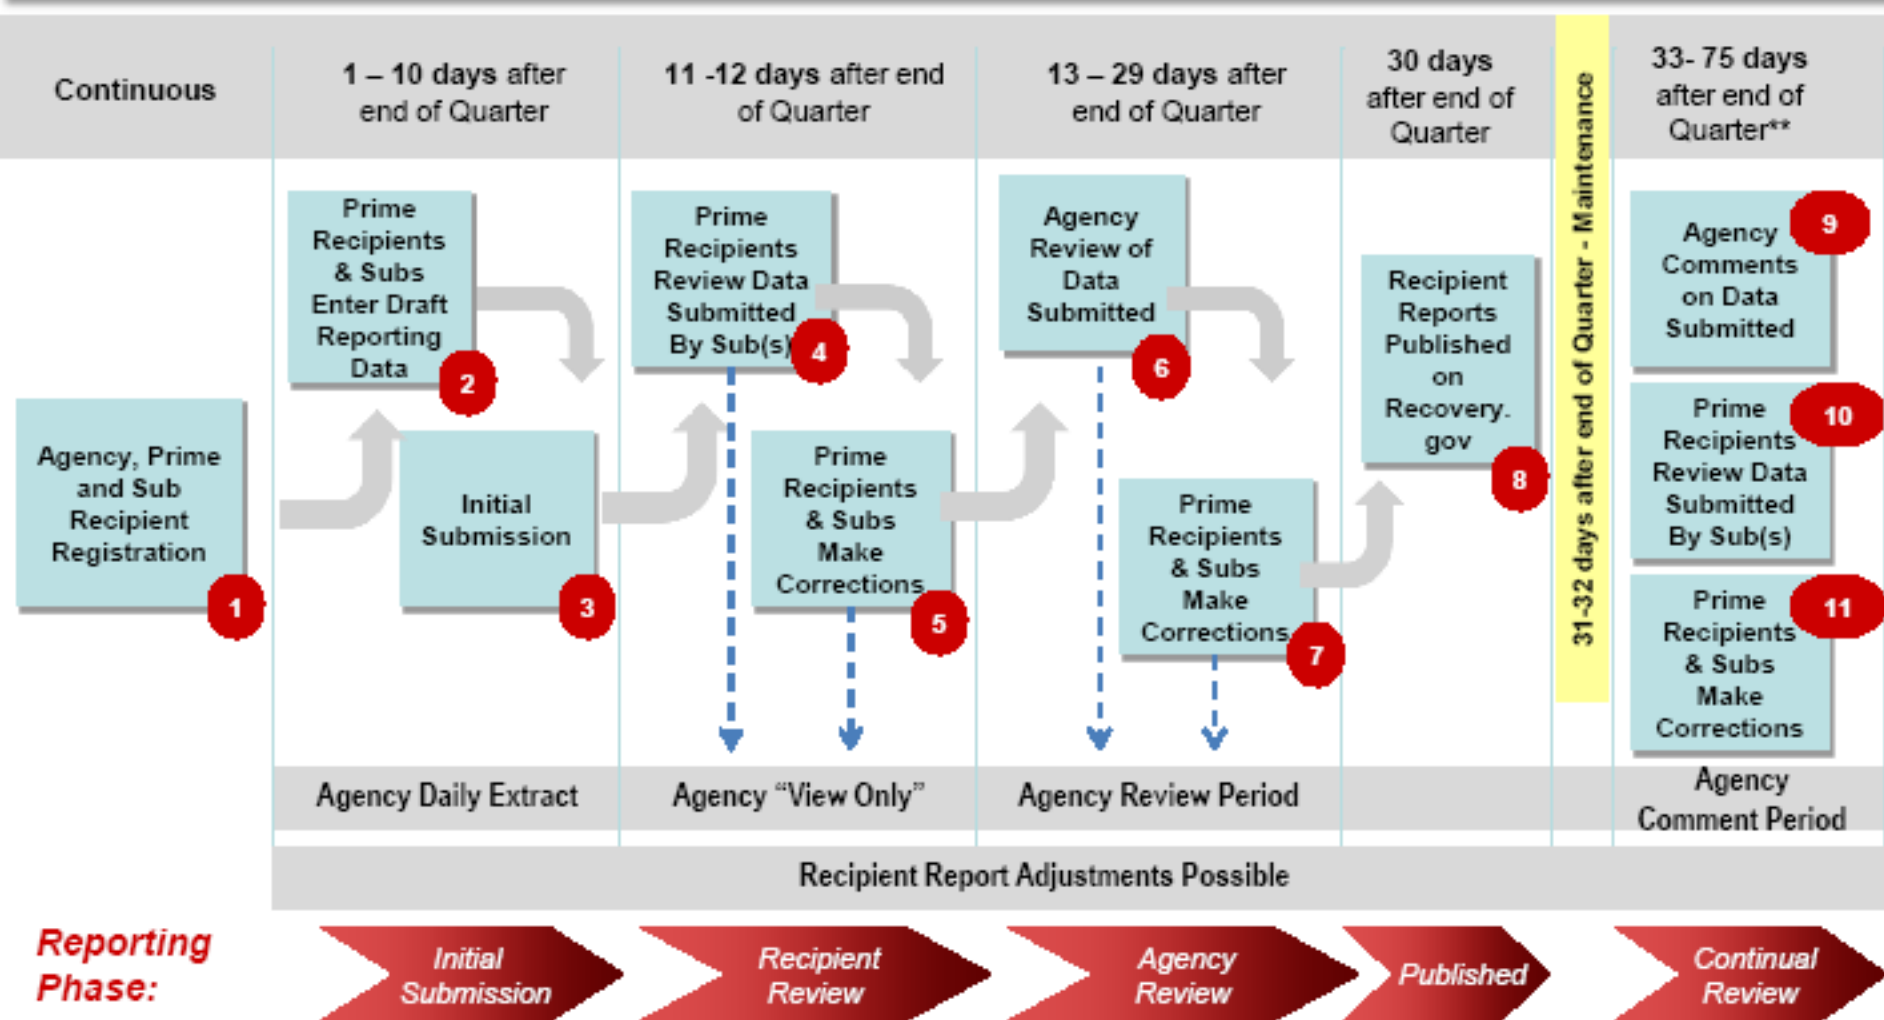 Continuous
1 – 10 days after
end of Quarter
11 -12 days after end
of Quarter
13 – 29 days after
end of Quarter
30 days
after end of
Quarter
31-32 days after end of Quarter - Maintenance
33- 75 days
after end of
Quarter**
Agency, Prime
and Sub
Recipient
Registration
1
Prime
Recipients
& Subs
Enter Draft
Reporting
Data
2
Initial
Submission
3
Prime
Recipients
Review Data
Submitted
By Sub(s)
4
Prime
Recipients
& Subs
Make
Corrections
5
Agency
Review of
Data
Submitted
6
Prime
Recipients
& Subs
Make
Corrections
7
Recipient
Reports
Published
on
Recovery.
gov
8
Agency
Comments
on Data
Submitted
9
Prime
Recipients
Review Data
Submitted
By Sub(s)
10
Prime
Recipients
& Subs
Make
Corrections
11
Agency Daily Extract
Agency “View Only”
Agency Review Period
Agency
Comment Period
Recipient Report Adjustments Possible
Reporting
Phase:
Initial
Submission
Recipient
Review
Agency
Review
Published
Continual
Review